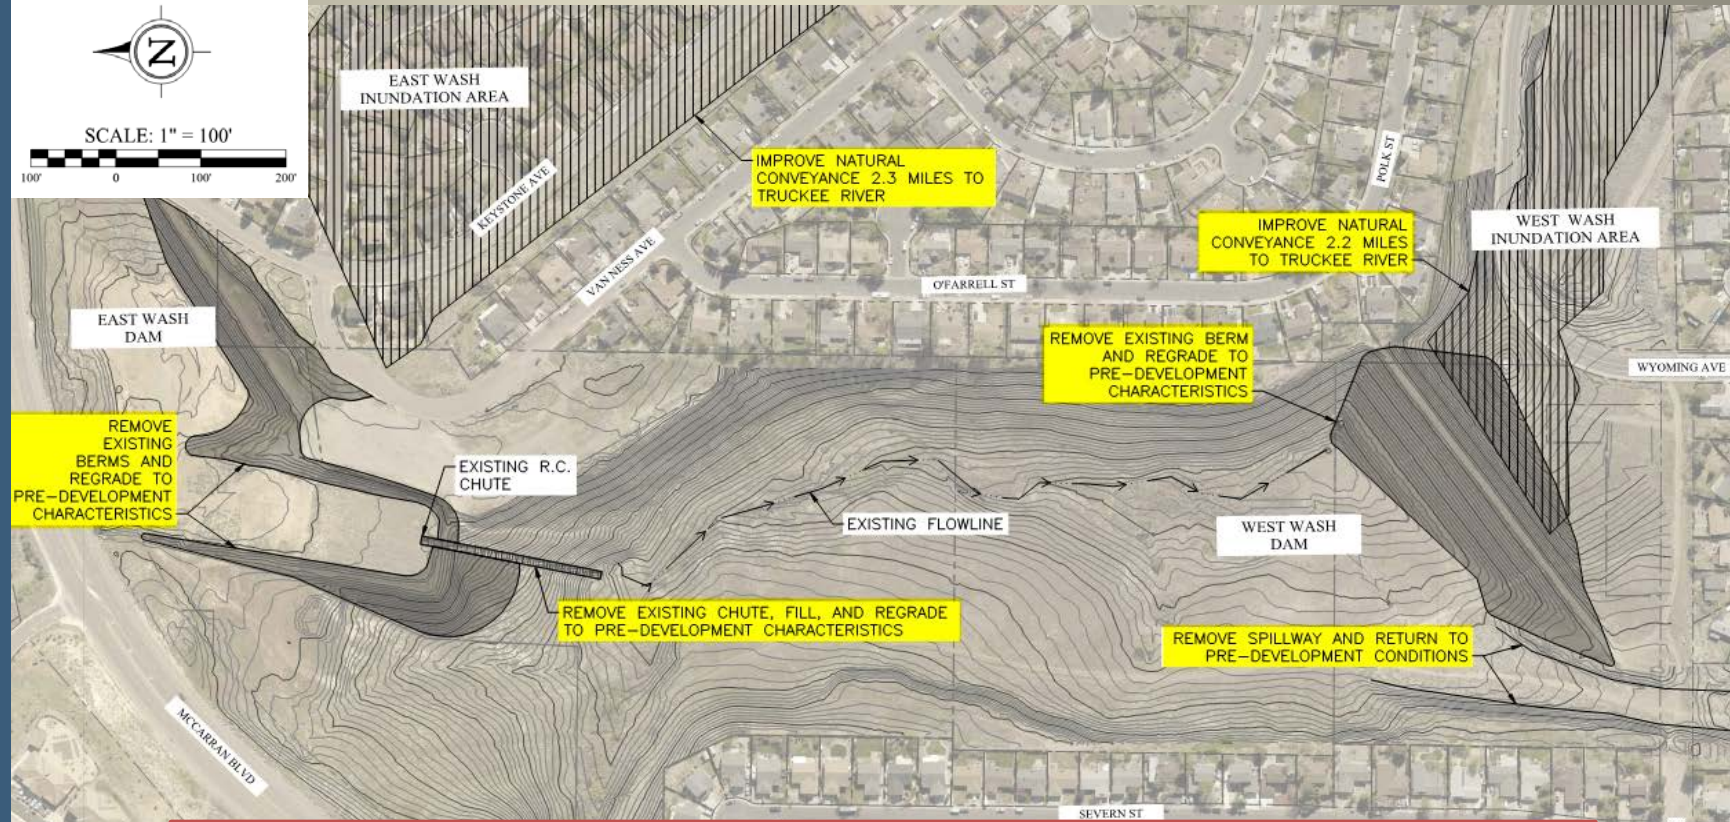 N
SCALE: 1" = 100'
100'
0
100'
200'
EAST WASH
INUNDATION AREA
KEYSTONE AVE
VAN NESS AVE
IMPROVE NATURAL
CONVEYANCE 2.3 MILES TO
TRUCKEE RIVER
O'FARRELL ST
POLK ST
IMPROVE NATURAL
CONVEYANCE 2.2 MILES
TO TRUCKEE RIVER
WEST WASH
INUNDATION AREA
EAST WASH
DAM
REMOVE EXISTING BERM
AND REGRADE TO
PRE-DEVELOPMENT
CHARACTERISTICS
WYOMING AVE
REMOVE
EXISTING
BERMS AND
REGRADE TO
PRE-DEVELOPMENT
CHARACTERISTICS
EXISTING R.C.
CHUTE
EXISTING FLOWLINE
WEST WASH
DAM
REMOVE EXISTING CHUTE, FILL, AND REGRADE
TO PRE-DEVELOPMENT CHARACTERISTICS
REMOVE SPILLWAY AND RETURN TO
PRE-DEVELOPMENT CONDITIONS
MCCARRAN BLVD
SEVERN ST